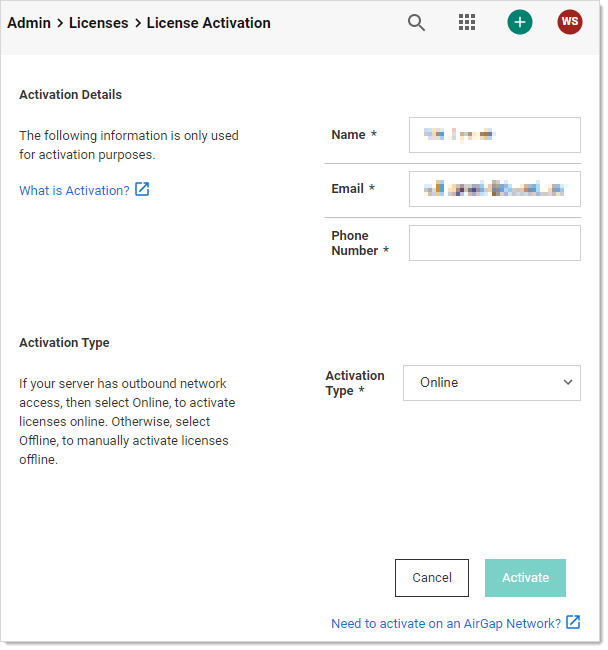 Admin > Licenses > License Activation
WS
Activation Details
The following information is only used
for activation purposes.
What is Activation?
Name *
Email *
Phone
Number *
Activation Type
If your server has outbound network
access, then select Online, to activate
licenses online. Otherwise, select
Offline, to manually activate licenses
offline.
Activation
Type *
Online
Cancel
Activate
Need to activate on an AirGap Network?